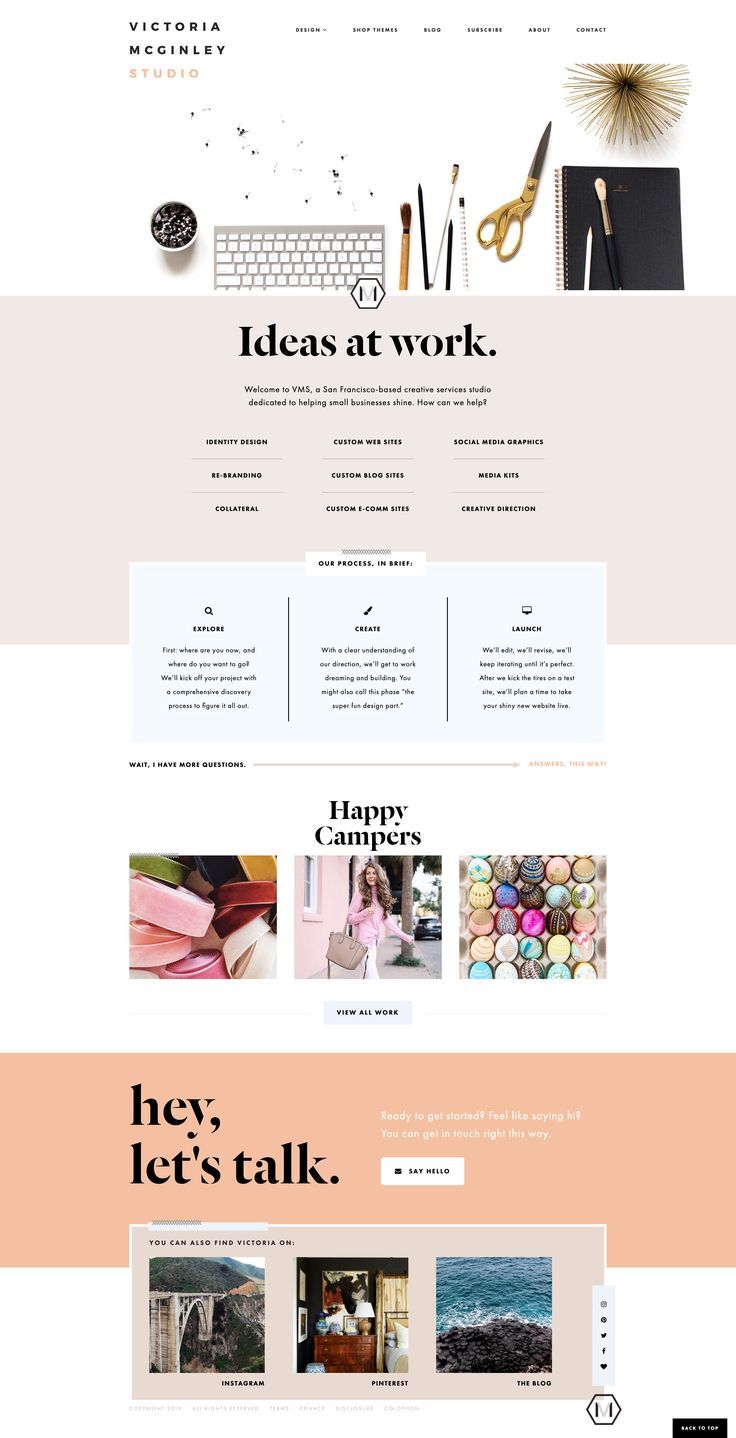 VICTORIA
MCGINLEY
STUDIO
DESIGN SHOP THEMES BLOG SUBSCRIBE ABOUT CONTACT
M
Ideas at work.
Welcome to VMS, a San Francisco-based creative services studio
dedicated to helping small businesses shine. How can we help?
IDENTITY DESIGN CUSTOM WEB SITES SOCIAL MEDIA GRAPHICS
RE-BRANDING CUSTOM BLOG SITES MEDIA KITS
COLLATERAL CUSTOM E-COMM SITES CREATIVE DIRECTION
OUR PROCESS, IN BRIEF:
EXPLORE
First: where are you now, and
where do you want to go?
We'll kick off your project with
a comprehensive discovery
process to figure it all out.
CREATE
With a clear understanding of
our direction, we'll get to work
dreaming and building. You
might also call this phase "the
super fun design part."
LAUNCH
We'll edit, we'll revise, we'll
keep iterating until it's perfect.
After we kick the tires on a test
site, we'll plan a time to take
your shiny new website live.
WAIT, I HAVE MORE QUESTIONS. ANSWERS, THIS WAY!
Happy
Campers
VIEW ALL WORK
hey,
let's talk.
Ready to get started? Feel like saying hi?
You can get in touch right this way.
SAY HELLO
YOU CAN ALSO FIND VICTORIA ON:
INSTAGRAM PINTEREST THE BLOG
COPYRIGHT 2019 ALL RIGHTS RESERVED TERMS PRIVACY DISCLOSURE COLOPHON
M
BACK TO TOP